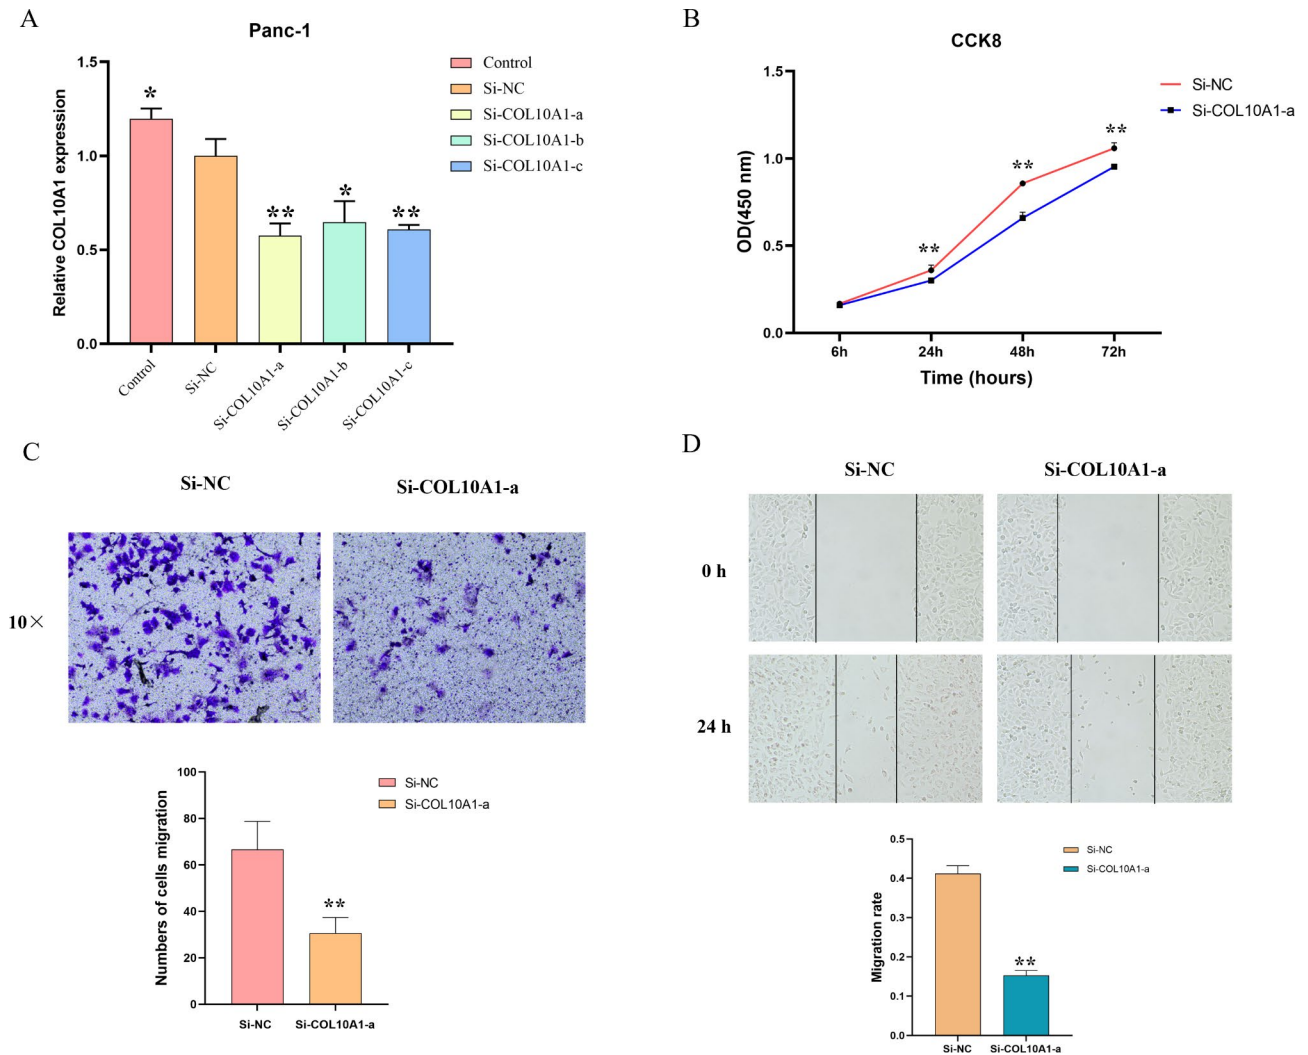 A
Panc-1
Relative COL10A1 expression
1.5
1.0
0.5
0.0
*
**
*
**
Control
Si-NC
Si-COL10A1-a
Si-COL10A1-b
Si-COL10A1-c
Control
Si-NC
Si-COL10A1-a
Si-COL10A1-b
Si-COL10A1-c
B
CCK8
OD(450 nm)
1.5
1.0
0.5
0.0
**
**
**
6h
24h
48h
72h
Time (hours)
Si-NC
Si-COL10A1-a
C
Si-NC
Si-COL10A1-a
10×
Numbers of cells migration
100
80
60
40
20
0
**
Si-NC
Si-COL10A1-a
Si-NC
Si-COL10A1-a
D
Si-NC
Si-COL10A1-a
0 h
24 h
Migration rate
0.5
0.4
0.3
0.2
0.1
0.0
**
Si-NC
Si-COL10A1-a
Si-NC
Si-COL10A1-a